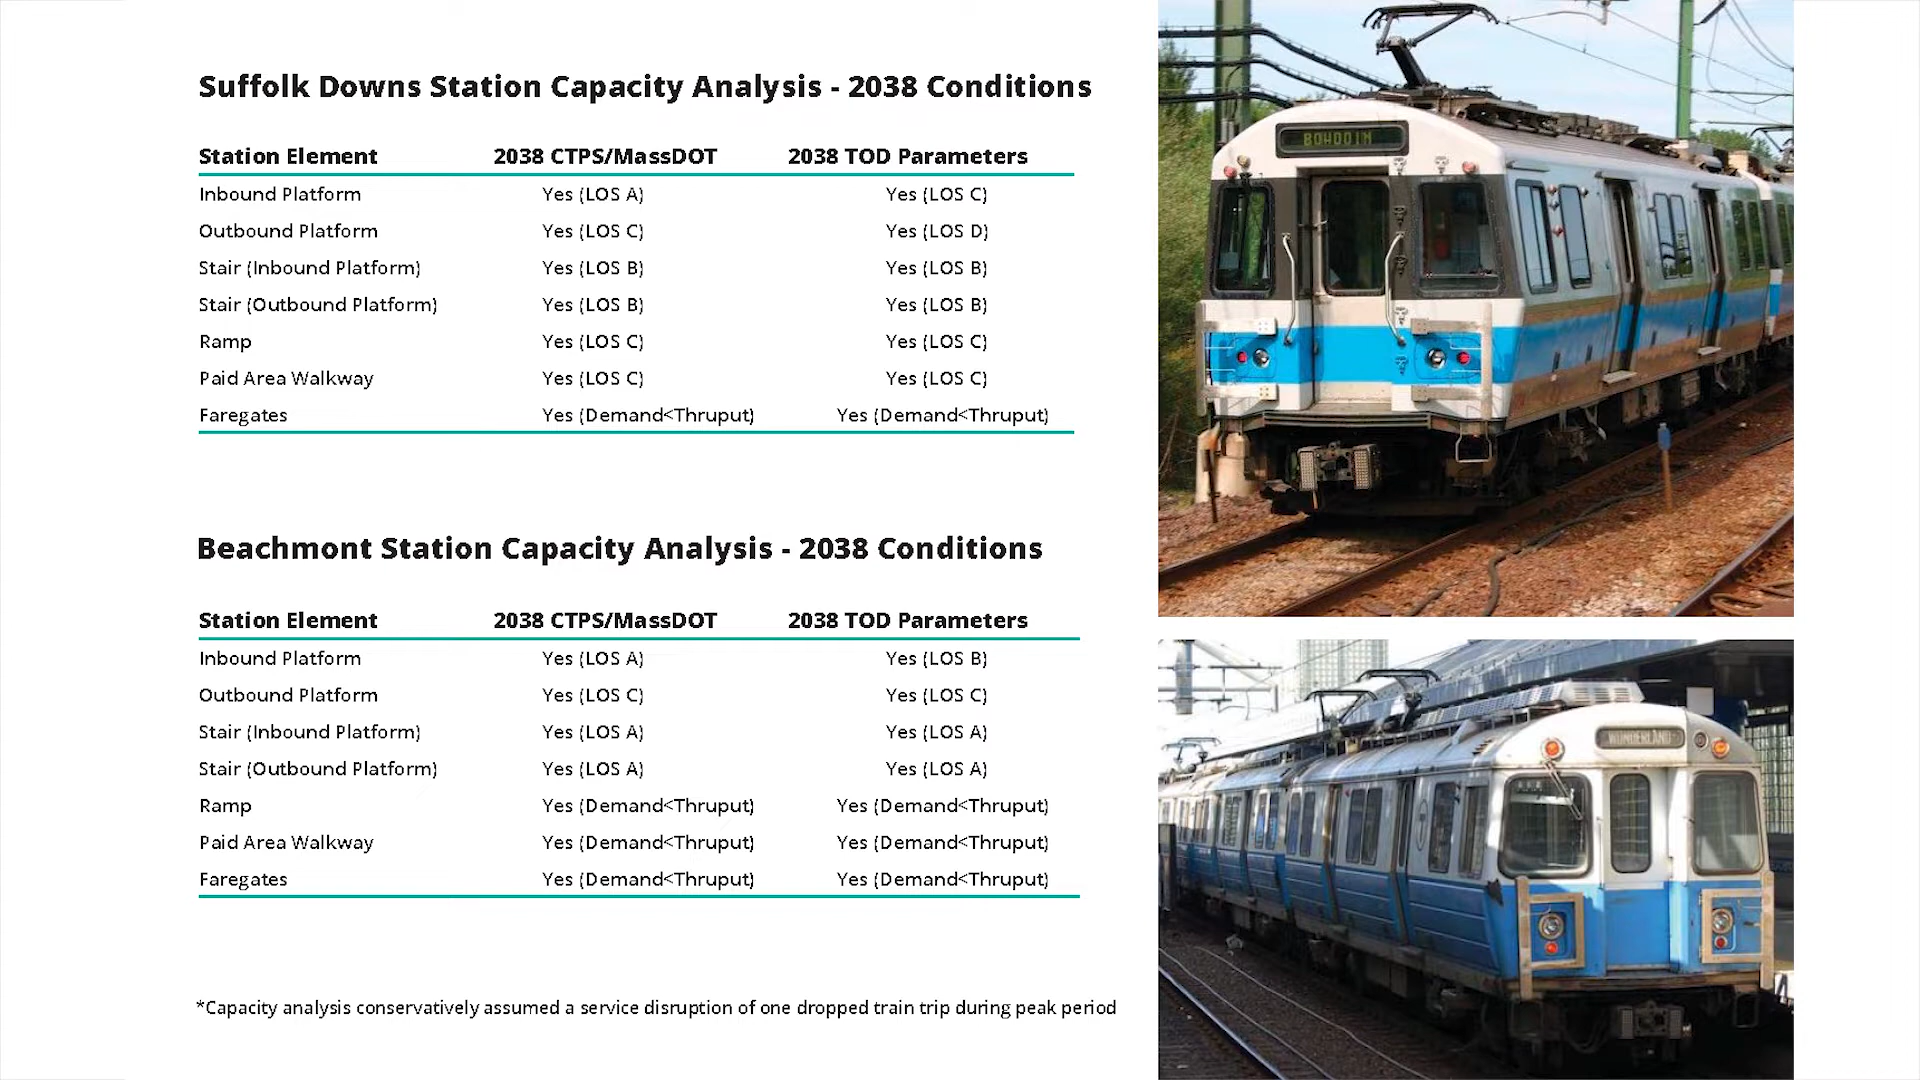 Suffolk Downs Station Capacity Analysis - 2038 Conditions
Station Element 2038 CTPS/MassDOT 2038 TOD Parameters
Inbound Platform Yes (LOS A) Yes (LOS C)
Outbound Platform Yes (LOS C) Yes (LOS D)
Stair (Inbound Platform) Yes (LOS B) Yes (LOS B)
Stair (Outbound Platform) Yes (LOS B) Yes (LOS B)
Ramp Yes (LOS C) Yes (LOS C)
Paid Area Walkway Yes (LOS C) Yes (LOS C)
Faregates Yes (Demand<Thruput) Yes (Demand<Thruput)
Beachmont Station Capacity Analysis - 2038 Conditions
Station Element 2038 CTPS/MassDOT 2038 TOD Parameters
Inbound Platform Yes (LOS A) Yes (LOS B)
Outbound Platform Yes (LOS C) Yes (LOS C)
Stair (Inbound Platform) Yes (LOS A) Yes (LOS A)
Stair (Outbound Platform) Yes (LOS A) Yes (LOS A)
Ramp Yes (Demand<Thruput) Yes (Demand<Thruput)
Paid Area Walkway Yes (Demand<Thruput) Yes (Demand<Thruput)
Faregates Yes (Demand<Thruput) Yes (Demand<Thruput)
*Capacity analysis conservatively assumed a service disruption of one dropped train trip during peak period
BOWDOIN
WONDERLAND